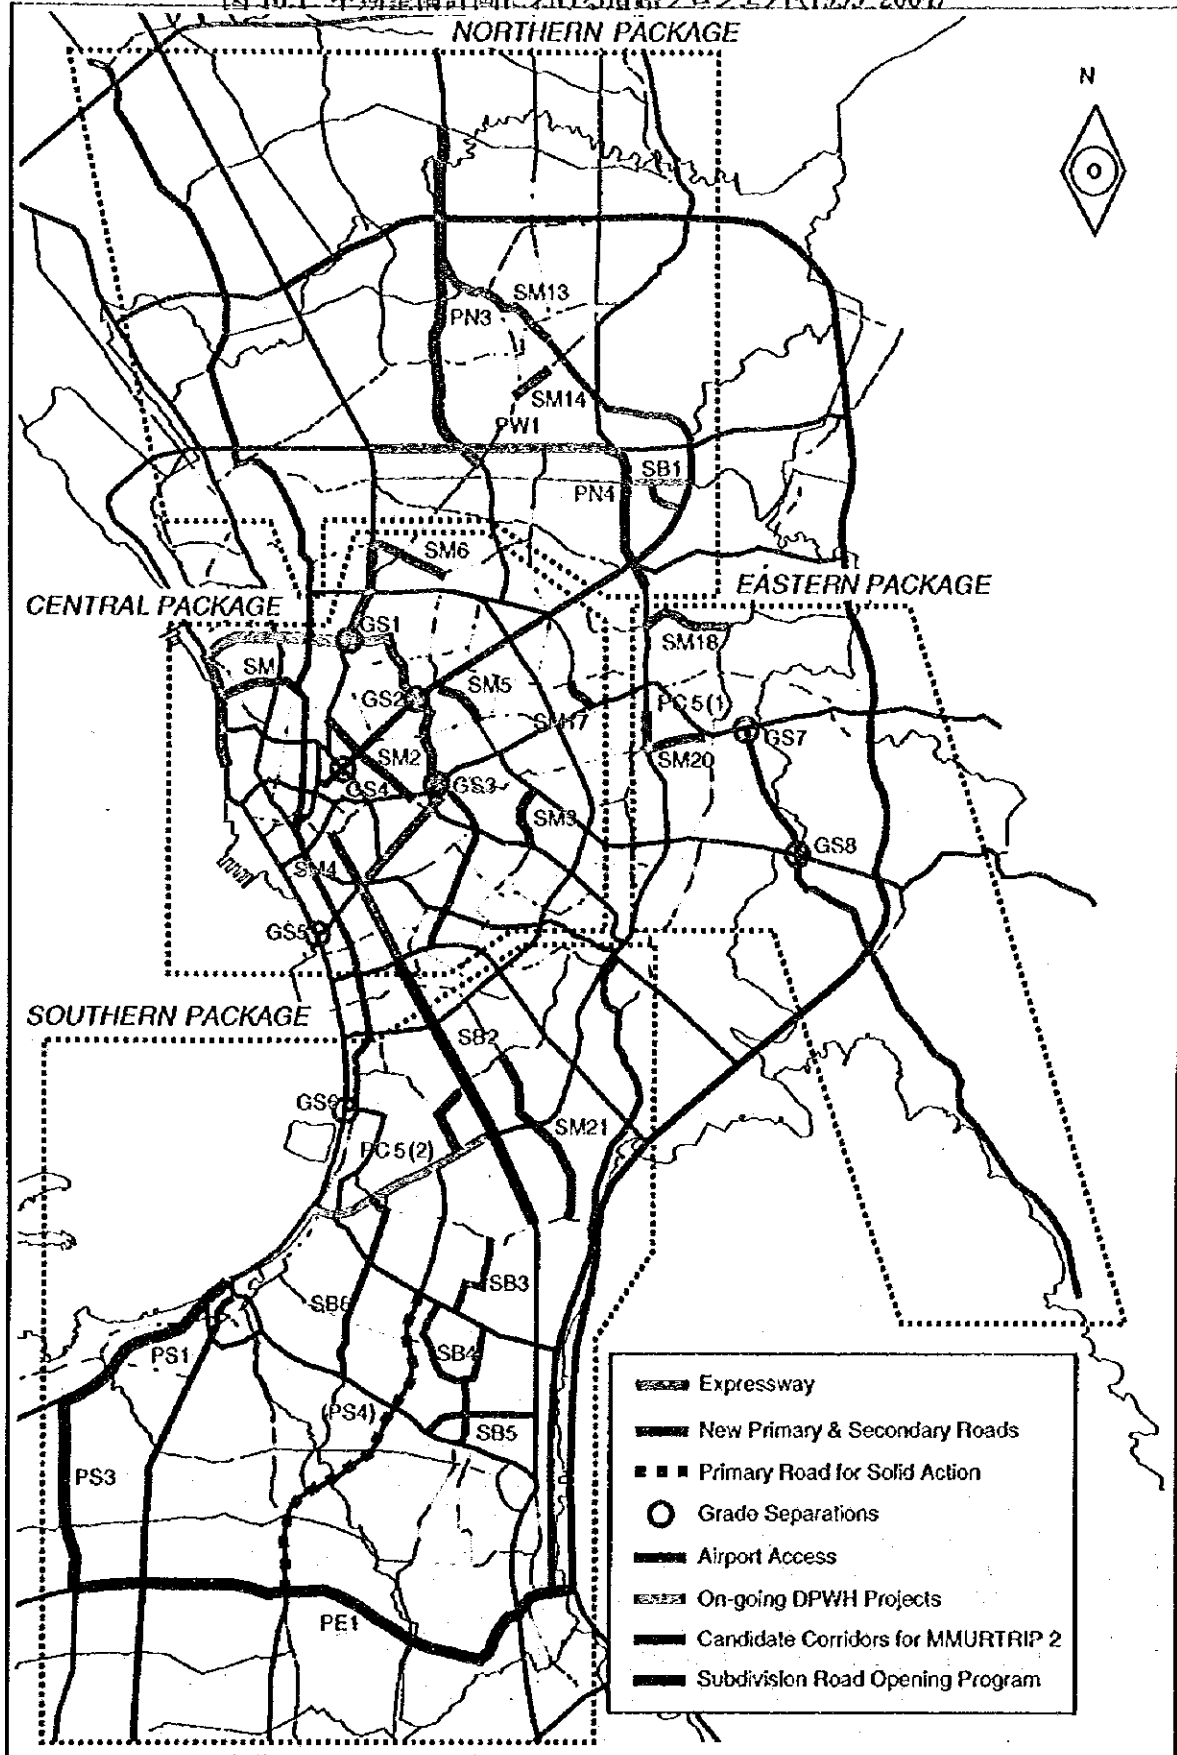 NORTHERN PACKAGE
N
SM13
PN3
SM14
PW1
SB1
PN4
SM6
EASTERN PACKAGE
CENTRAL PACKAGE
GS1
SM18
SM
SM5
GS2
PC5(1)
SM17
GS7
SM2
SM20
GS4
GS3
SM3
GS8
SM4
GS5
SOUTHERN PACKAGE
SB2
GS6
SM21
PC5(2)
SB3
SB6
PS1
SB4
(PS4)
SB5
PS3
PE1
Expressway
New Primary & Secondary Roads
Primary Road for Solid Action
Grade Separations
Airport Access
On-going DPWH Projects
Candidate Corridors for MMURTRIP 2
Subdivision Road Opening Program